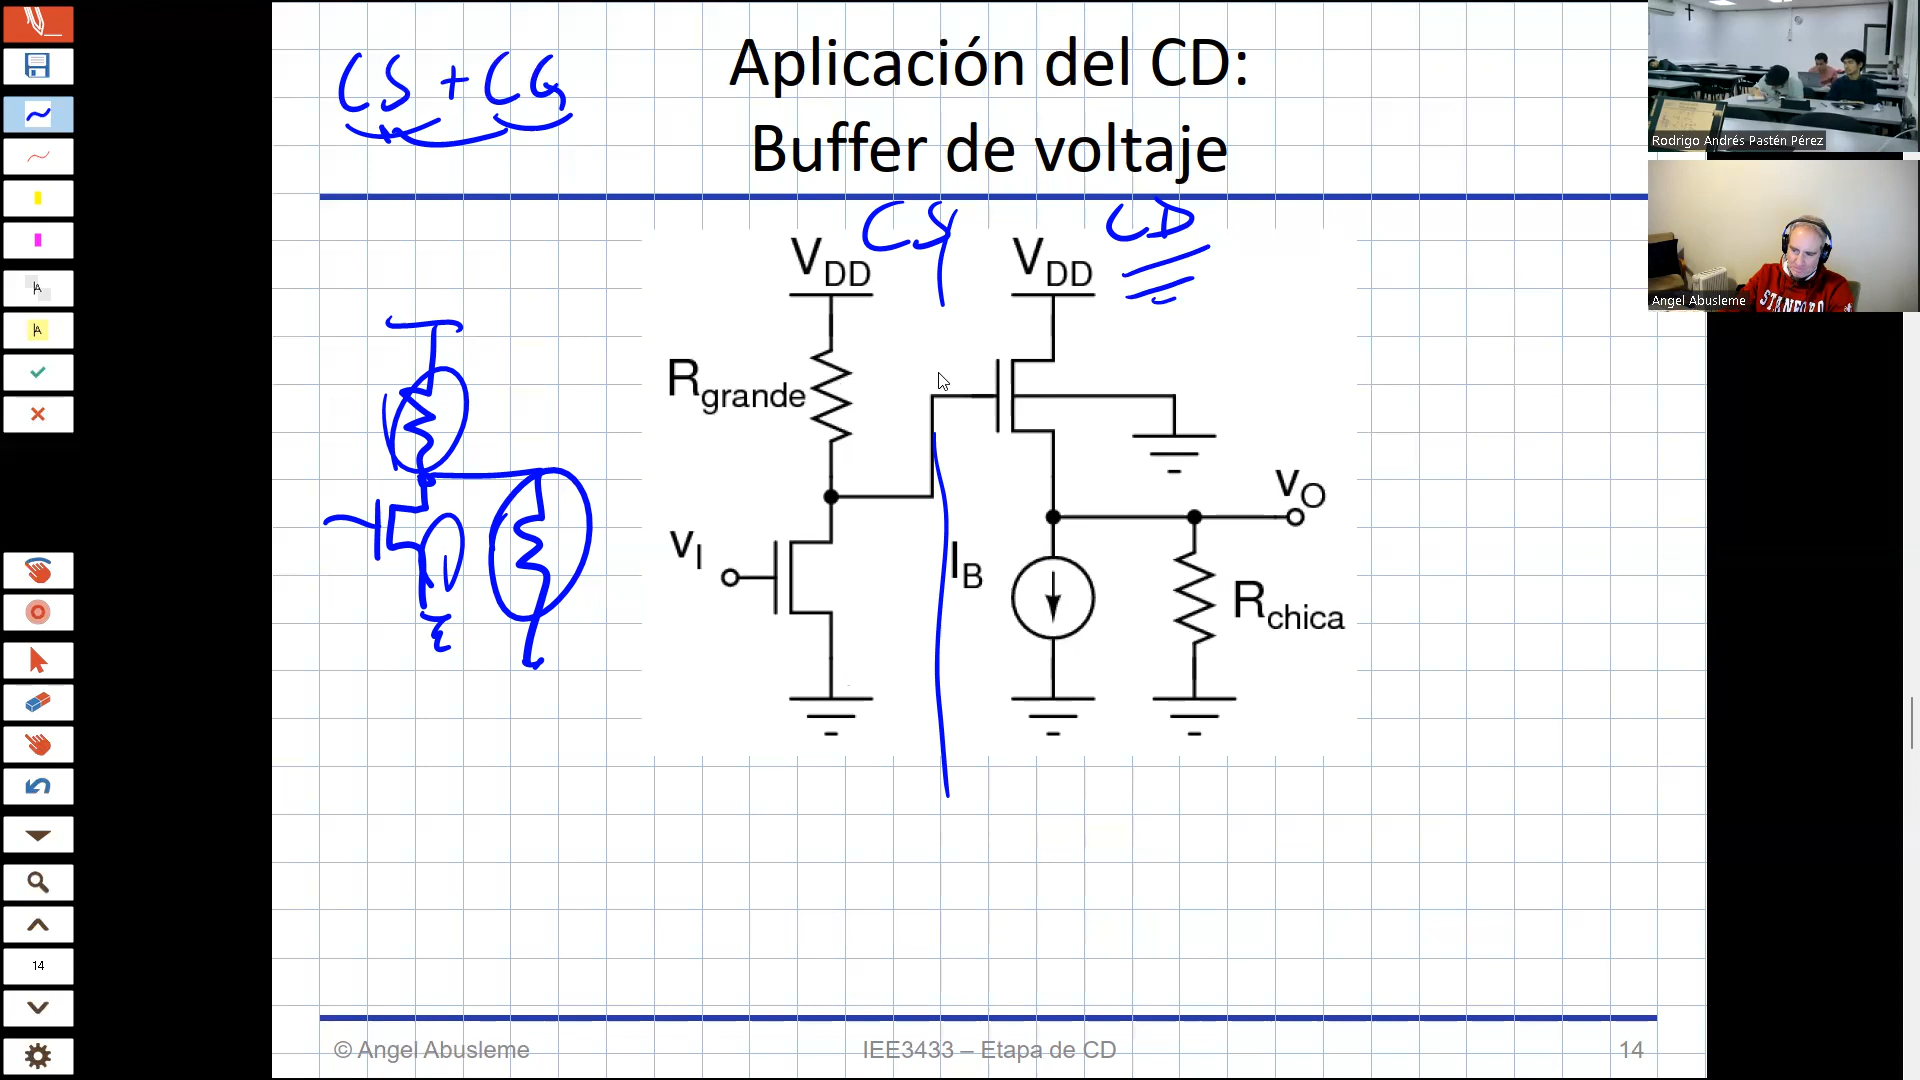 CS + CG
Aplicación del CD:
Buffer de voltaje
Rodrigo Andrés Pastén Pérez
Angel Abusleme
STANFORD
CS
CD
VDD
VDD
Rgrande
vI
IB
vO
Rchica
14
© Angel Abusleme
IEE3433 – Etapa de CD
14